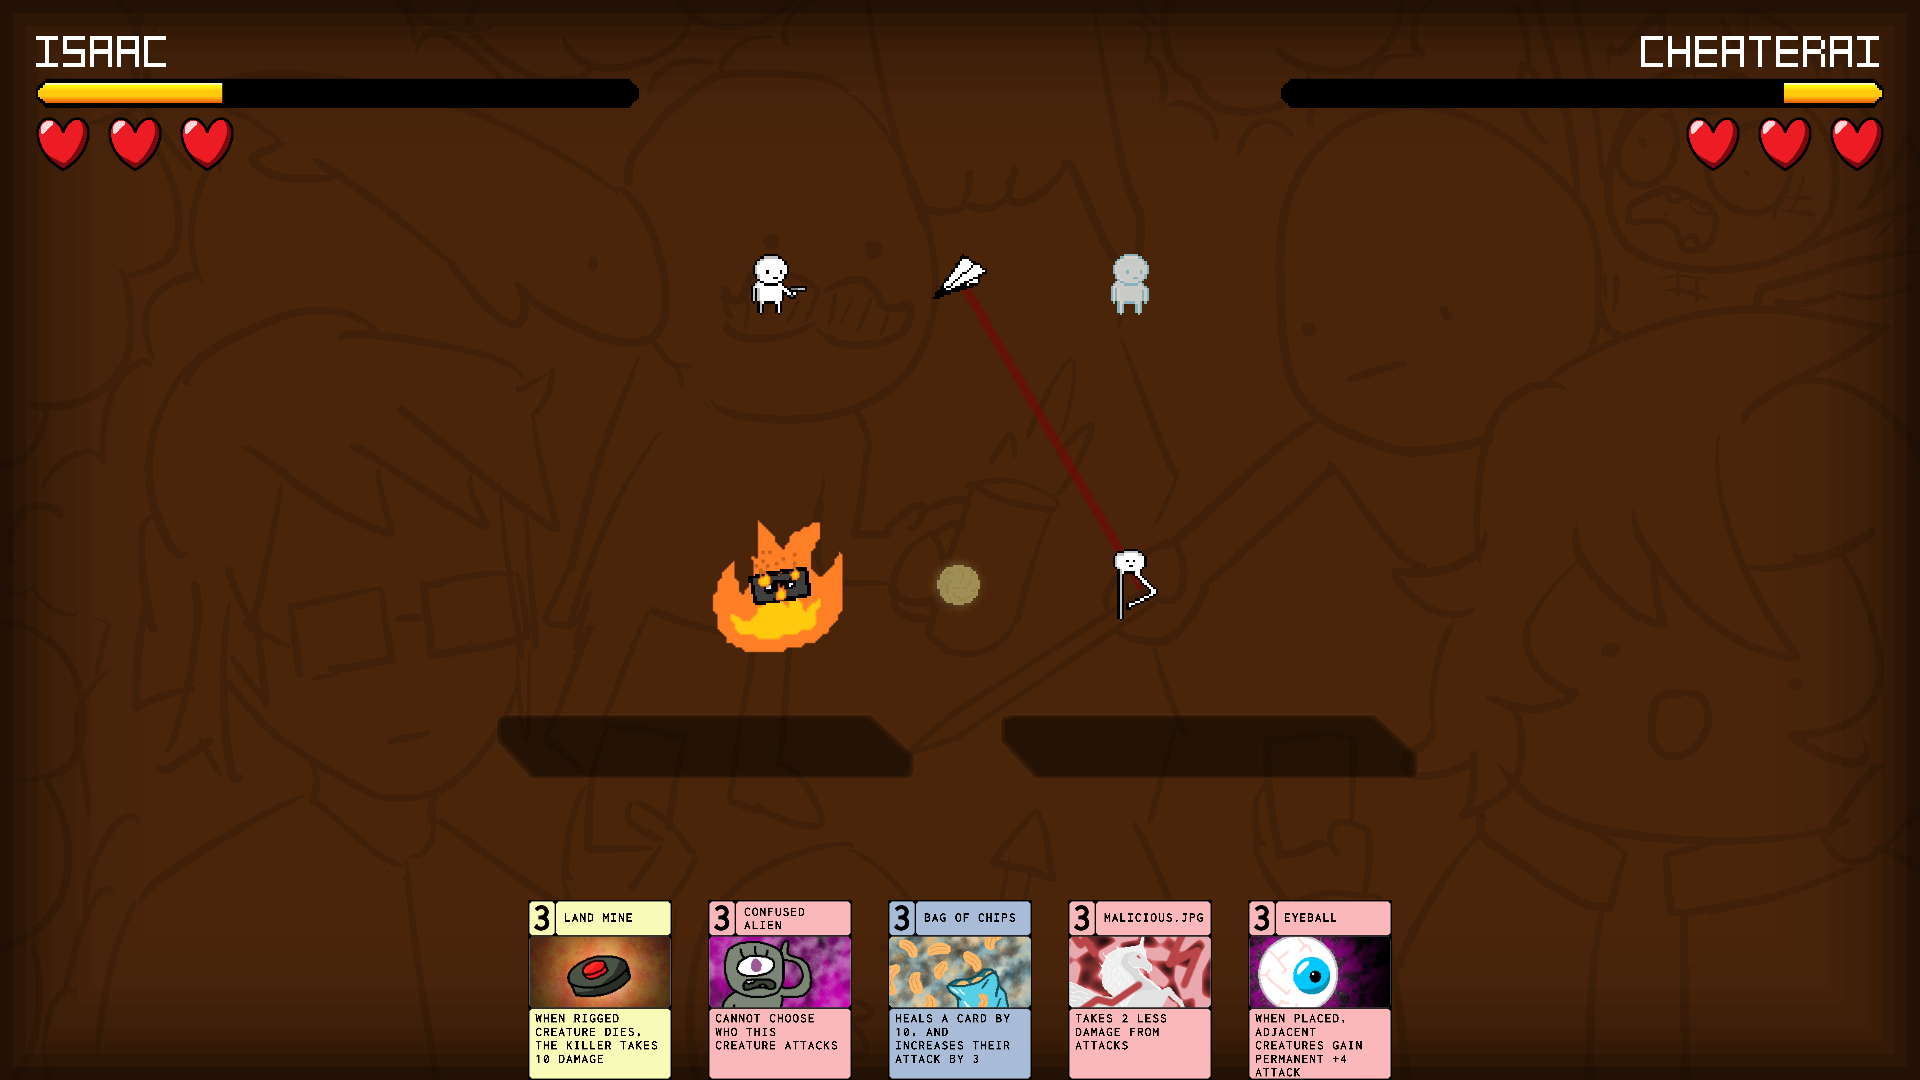 ISAAC
CHEATERAI
3 LAND MINE
WHEN RIGGED
CREATURE DIES,
THE KILLER TAKES
10 DAMAGE
3 CONFUSED
ALIEN
CANNOT CHOOSE
WHO THIS
CREATURE ATTACKS
3 BAG OF CHIPS
HEALS A CARD BY
10, AND
INCREASES THEIR
ATTACK BY 3
3 MALICIOUS.JPG
TAKES 2 LESS
DAMAGE FROM
ATTACKS
3 EYEBALL
WHEN PLACED,
ADJACENT
CREATURES GAIN
PERMANENT +4
ATTACK